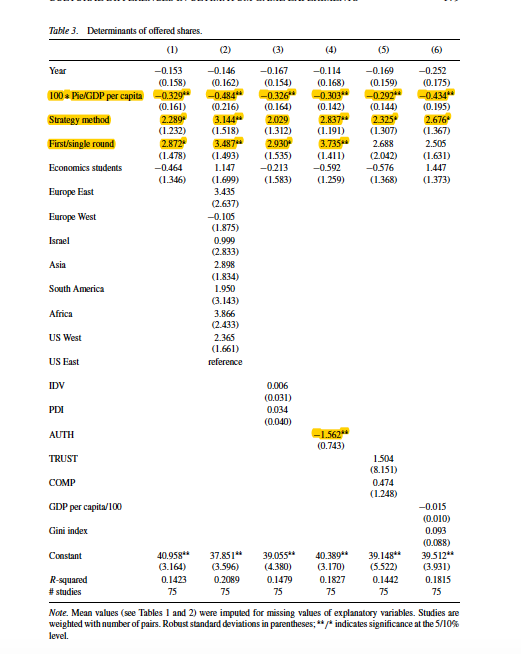 Table 3. Determinants of offered shares.
(1) (2) (3) (4) (5) (6)
Year −0.153 −0.146 −0.167 −0.114 −0.169 −0.252
(0.158) (0.162) (0.154) (0.168) (0.159) (0.175)
100 * Pie/GDP per capita −0.329** −0.484** −0.326** −0.303** −0.292** −0.434**
(0.161) (0.216) (0.164) (0.142) (0.144) (0.195)
Strategy method 2.289* 3.144** 2.029 2.837** 2.325* 2.676*
(1.232) (1.518) (1.312) (1.191) (1.307) (1.367)
First/single round 2.872* 3.487** 2.930* 3.735** 2.688 2.505
(1.478) (1.493) (1.535) (1.411) (2.042) (1.631)
Economics students −0.464 1.147 −0.213 −0.592 −0.576 1.447
(1.346) (1.699) (1.583) (1.259) (1.368) (1.373)
Europe East 3.435
(2.637)
Europe West −0.105
(1.875)
Israel 0.999
(2.833)
Asia 2.898
(1.834)
South America 1.950
(3.143)
Africa 3.866
(2.433)
US West 2.365
(1.661)
US East reference
IDV 0.006
(0.031)
PDI 0.034
(0.040)
AUTH −1.562**
(0.743)
TRUST 1.504
(8.151)
COMP 0.474
(1.248)
GDP per capita/100 −0.015
(0.010)
Gini index 0.093
(0.088)
Constant 40.958** 37.851** 39.055** 40.389** 39.148** 39.512**
(3.164) (3.596) (4.380) (3.170) (5.522) (3.931)
R-squared 0.1423 0.2089 0.1479 0.1827 0.1442 0.1815
# studies 75 75 75 75 75 75
Note. Mean values (see Tables 1 and 2) were imputed for missing values of explanatory variables. Studies are
weighted with number of pairs. Robust standard deviations in parentheses; **/* indicates significance at the 5/10%
level.